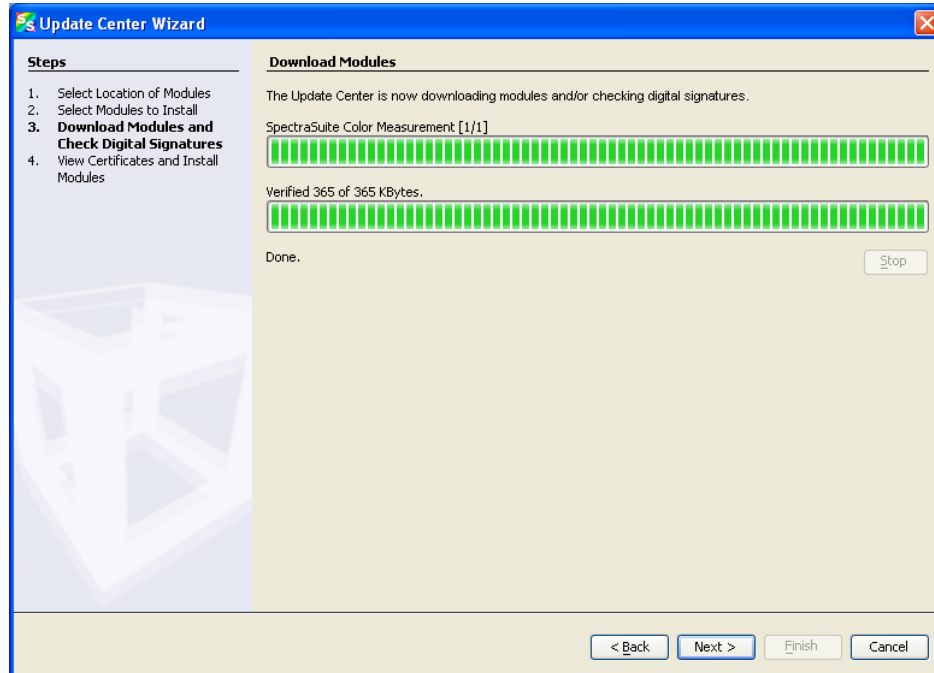 Update Center Wizard
Steps
1. Select Location of Modules
2. Select Modules to Install
3. Download Modules and
Check Digital Signatures
4. View Certificates and Install
Modules
Download Modules
The Update Center is now downloading modules and/or checking digital signatures.
SpectraSuite Color Measurement [1/1]
Verified 365 of 365 KBytes.
Done.
Stop
< Back
Next >
Finish
Cancel